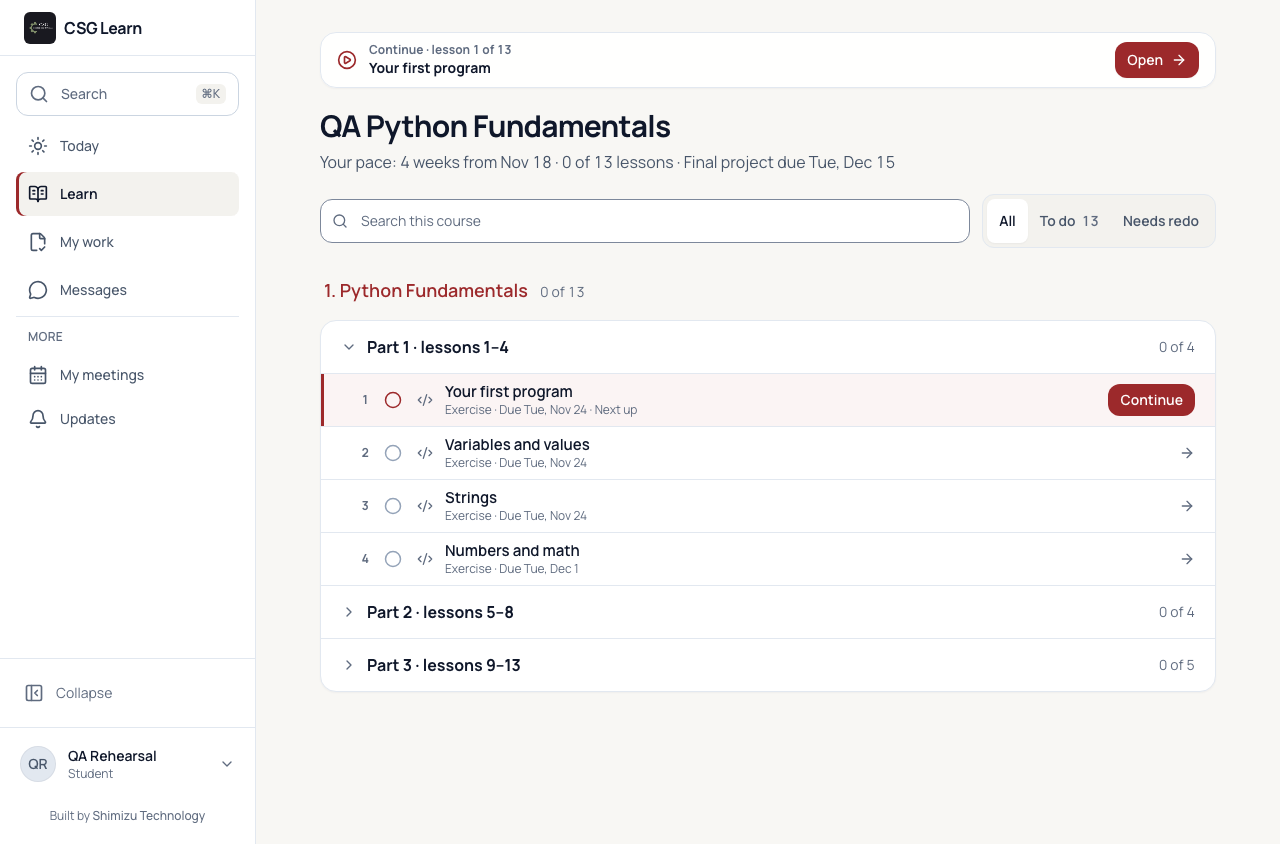 CSG Learn
Search ⌘K
Today
Learn
My work
Messages
MORE
My meetings
Updates
Collapse
QR
QA Rehearsal
Student
Built by Shimizu Technology
Continue · lesson 1 of 13
Your first program
Open
QA Python Fundamentals
Your pace: 4 weeks from Nov 18 · 0 of 13 lessons · Final project due Tue, Dec 15
Search this course
All To do 13 Needs redo
1. Python Fundamentals 0 of 13
Part 1 · lessons 1–4 0 of 4
1 Your first program
Exercise · Due Tue, Nov 24 · Next up
Continue
2 Variables and values
Exercise · Due Tue, Nov 24
3 Strings
Exercise · Due Tue, Nov 24
4 Numbers and math
Exercise · Due Tue, Dec 1
Part 2 · lessons 5–8 0 of 4
Part 3 · lessons 9–13 0 of 5